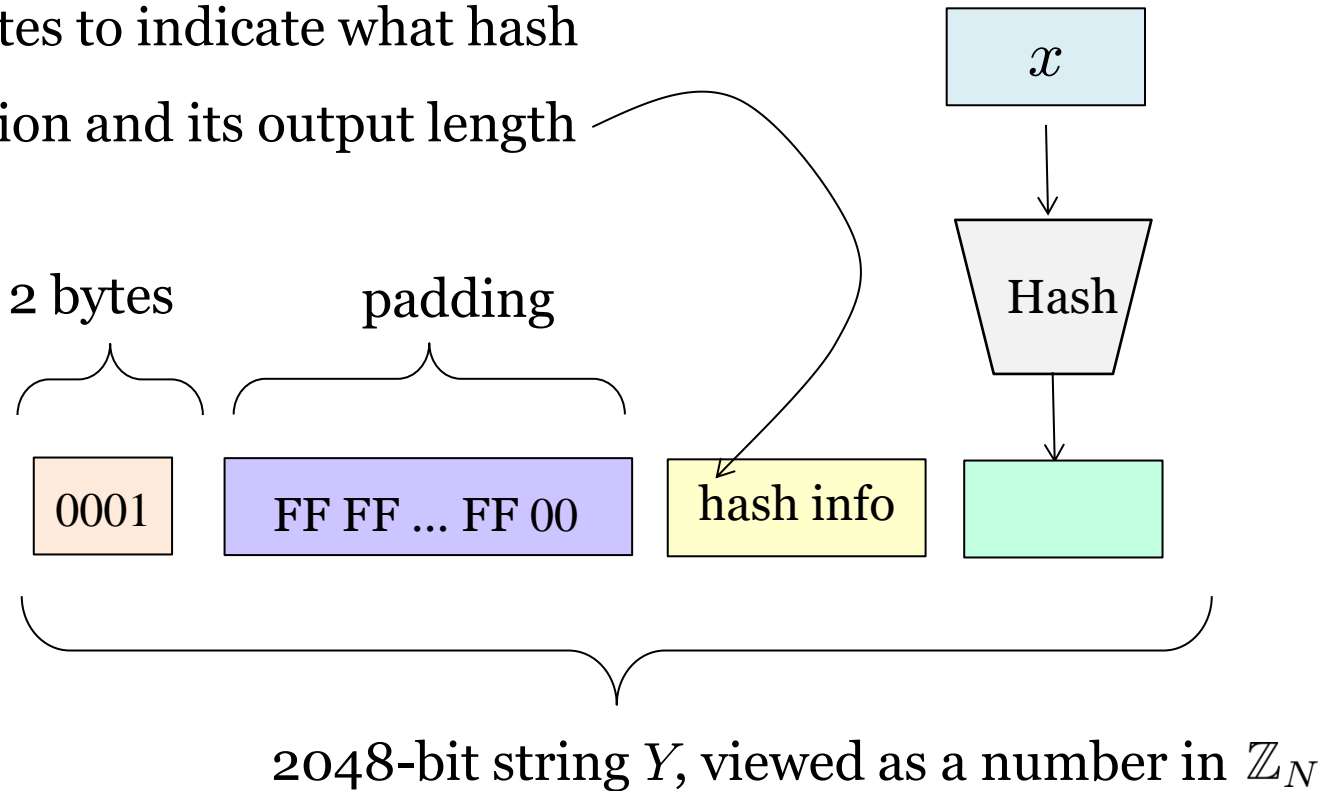 tes to indicate what hash
ion and its output length
x
Hash
2 bytes
padding
0001
FF FF ... FF 00
hash info
2048-bit string Y, viewed as a number in ℤ_N